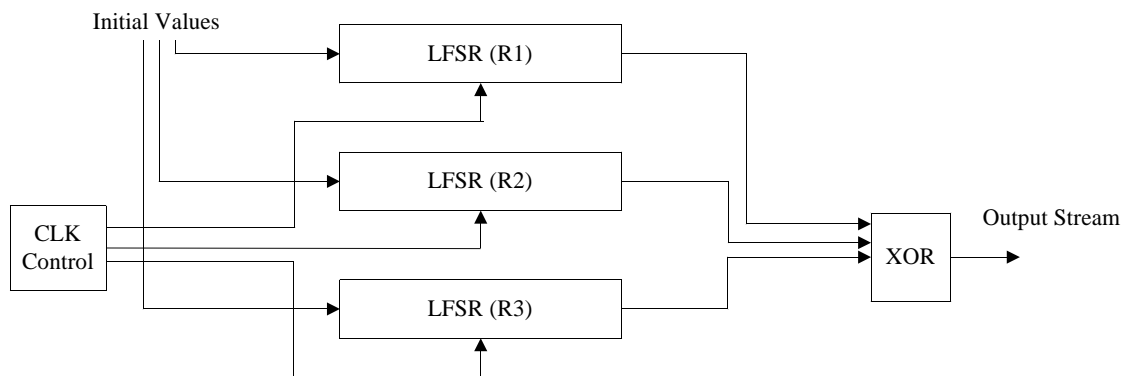 Initial Values
LFSR (R1)
LFSR (R2)
CLK
Control
Output Stream
XOR
LFSR (R3)